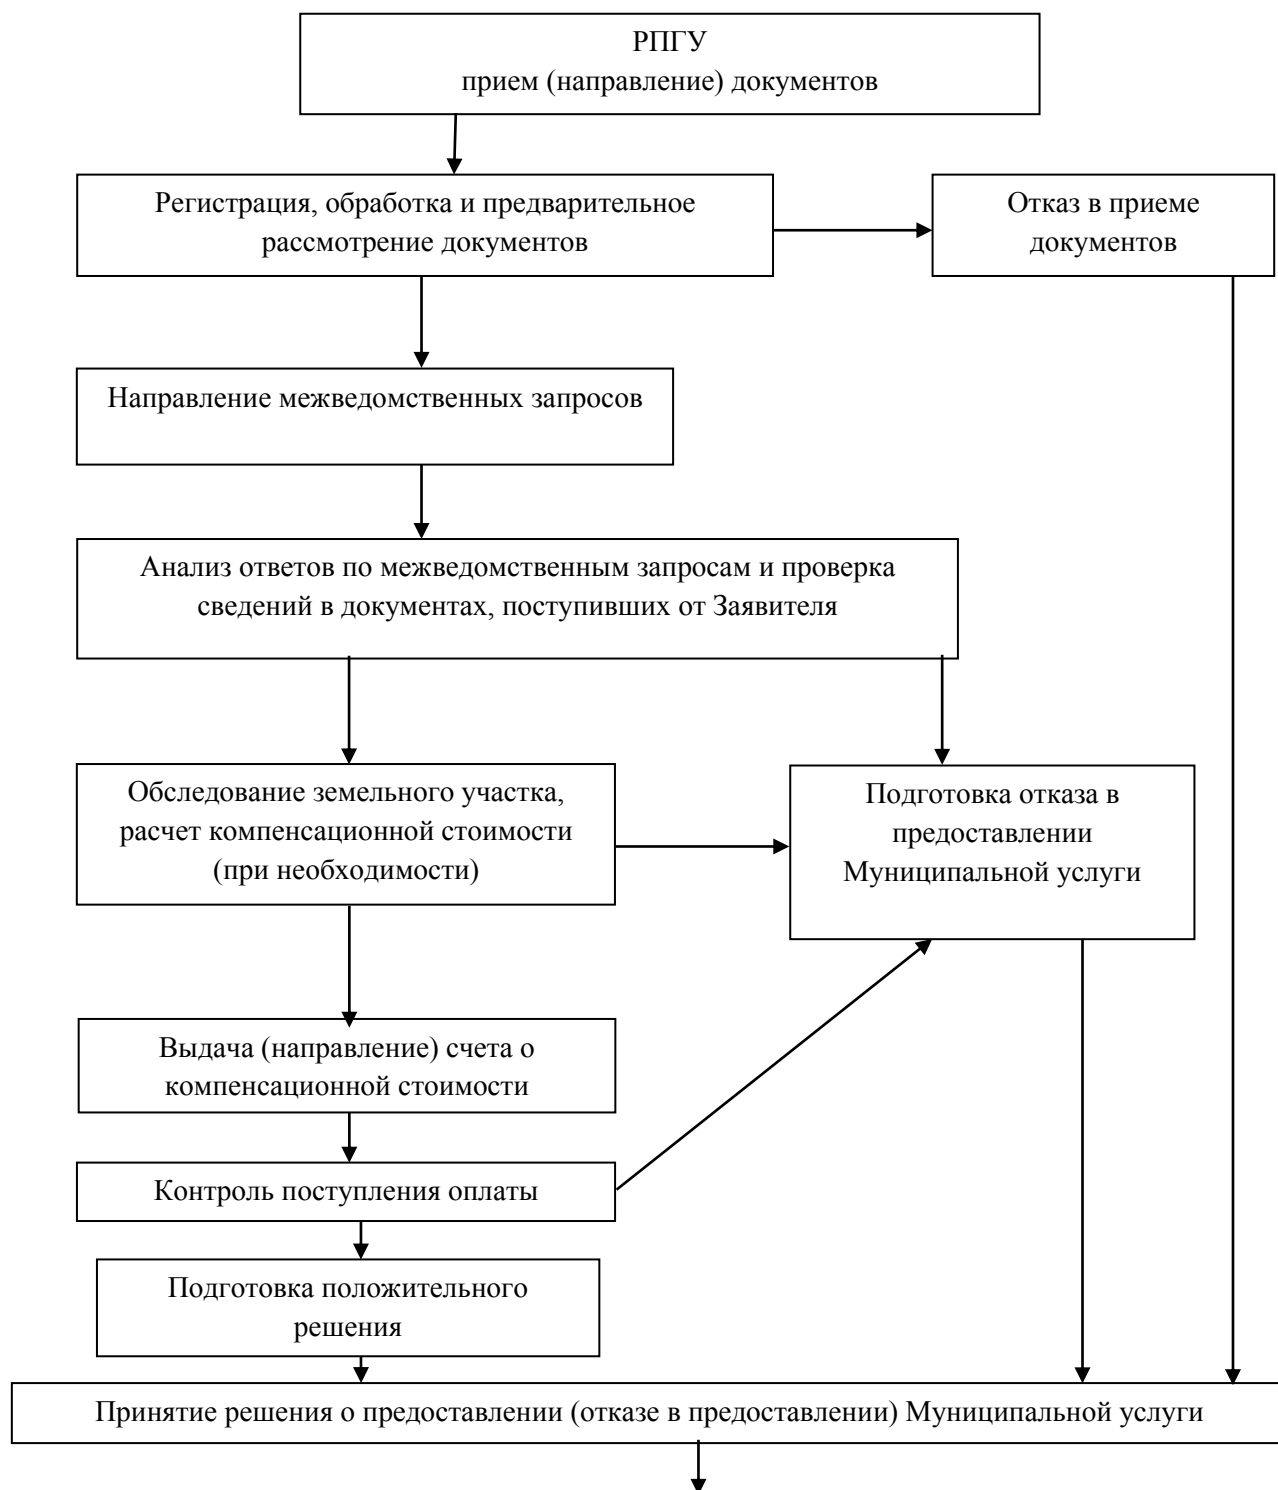 РПГУ
прием (направление) документов
Регистрация, обработка и предварительное
рассмотрение документов
Отказ в приеме
документов
Направление межведомственных запросов
Анализ ответов по межведомственным запросам и проверка
сведений в документах, поступивших от Заявителя
Обследование земельного участка,
расчет компенсационной стоимости
(при необходимости)
Подготовка отказа в
предоставлении
Муниципальной услуги
Выдача (направление) счета о
компенсационной стоимости
Контроль поступления оплаты
Подготовка положительного
решения
Принятие решения о предоставлении (отказе в предоставлении) Муниципальной услуги